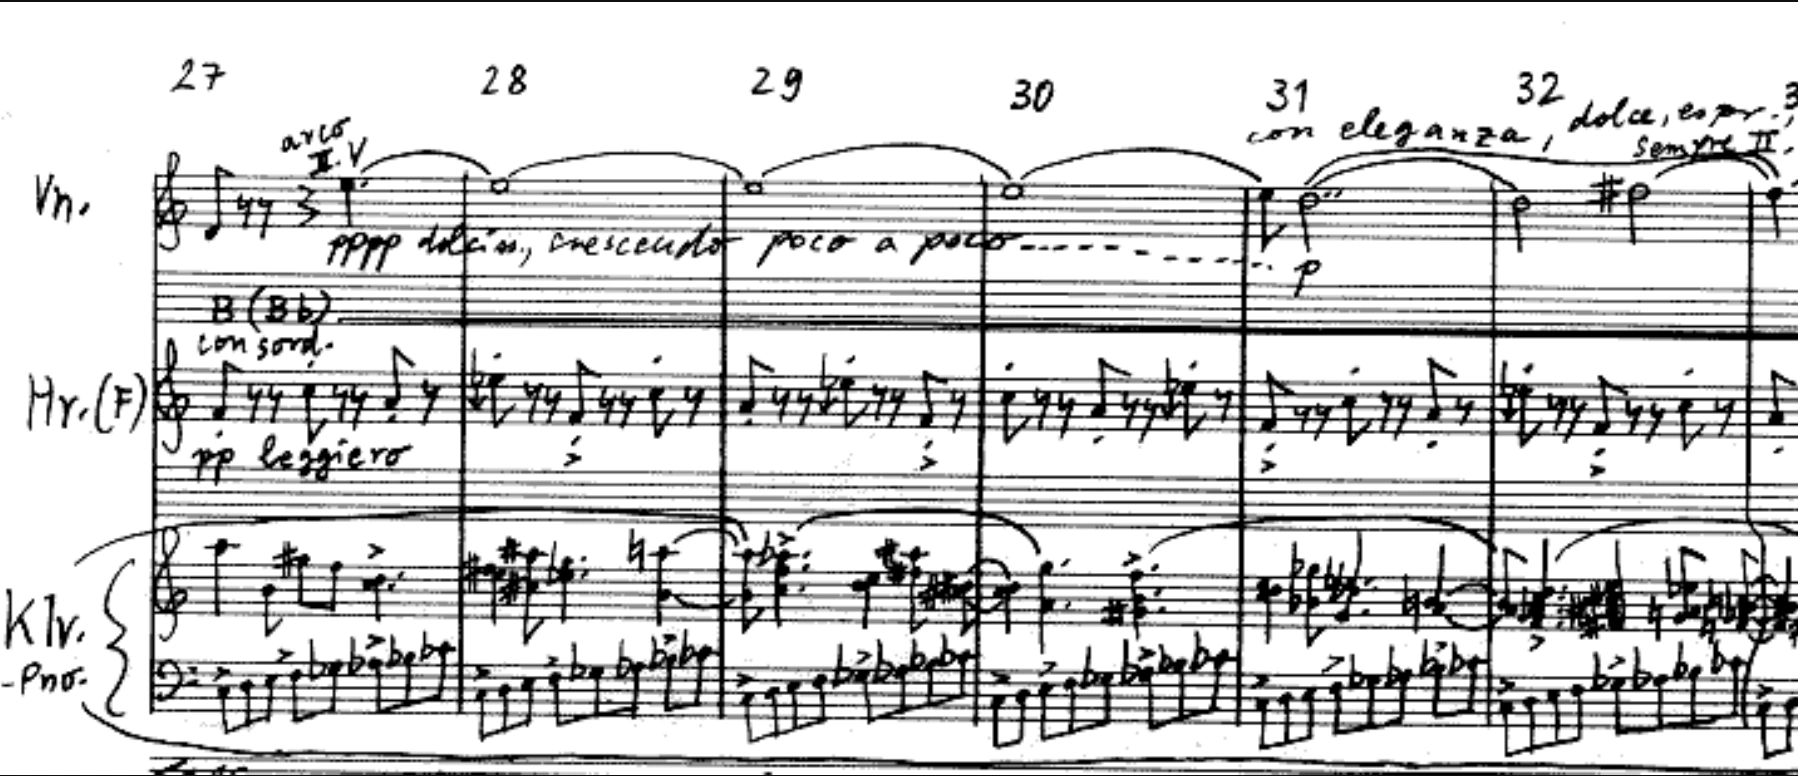 27 28 29 30 31 32
con eleganza, dolce, espr.,
arco
II. V
sempre II.
Vn.
pppp dolciss., crescendo poco a poco
p
B (Bb)
con sord.
Hr. (F)
pp leggiero
Klv.
-Pno.